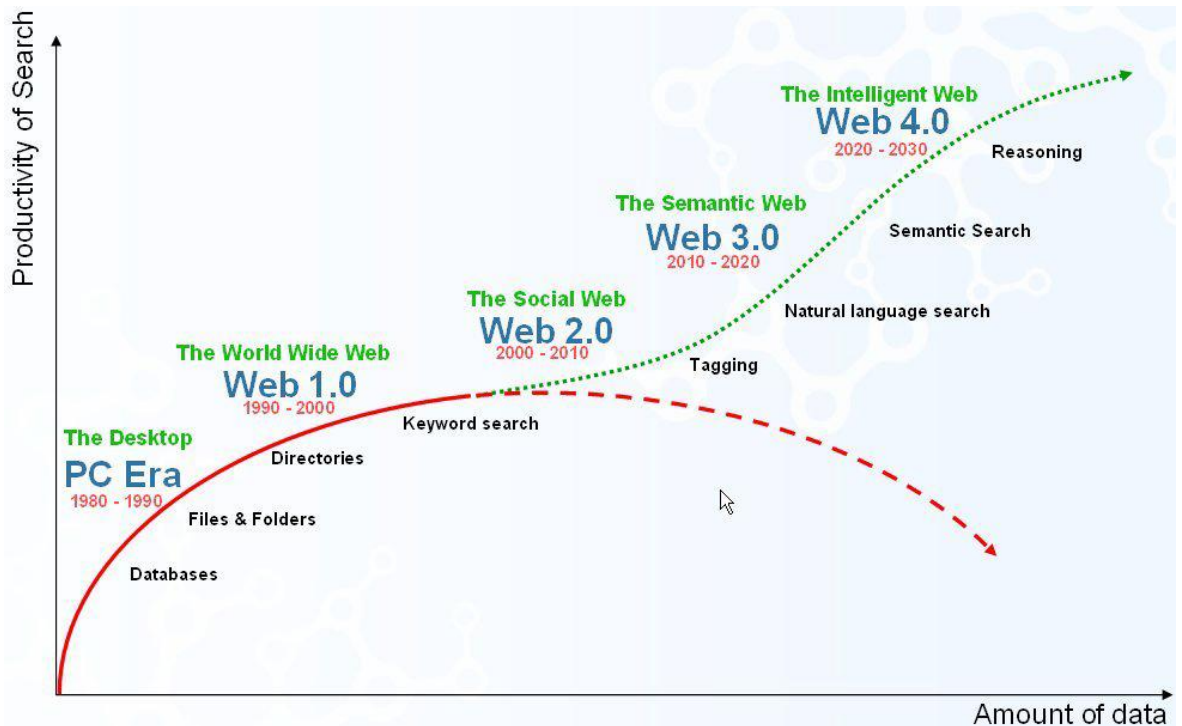 Productivity of Search
The Intelligent Web
Web 4.0
2020 - 2030
Reasoning
The Semantic Web
Web 3.0
2010 - 2020
Semantic Search
The Social Web
Web 2.0
2000 - 2010
Natural language search
The World Wide Web
Web 1.0
1990 - 2000
Tagging
Keyword search
The Desktop
PC Era
1980 - 1990
Directories
Files & Folders
Databases
Amount of data